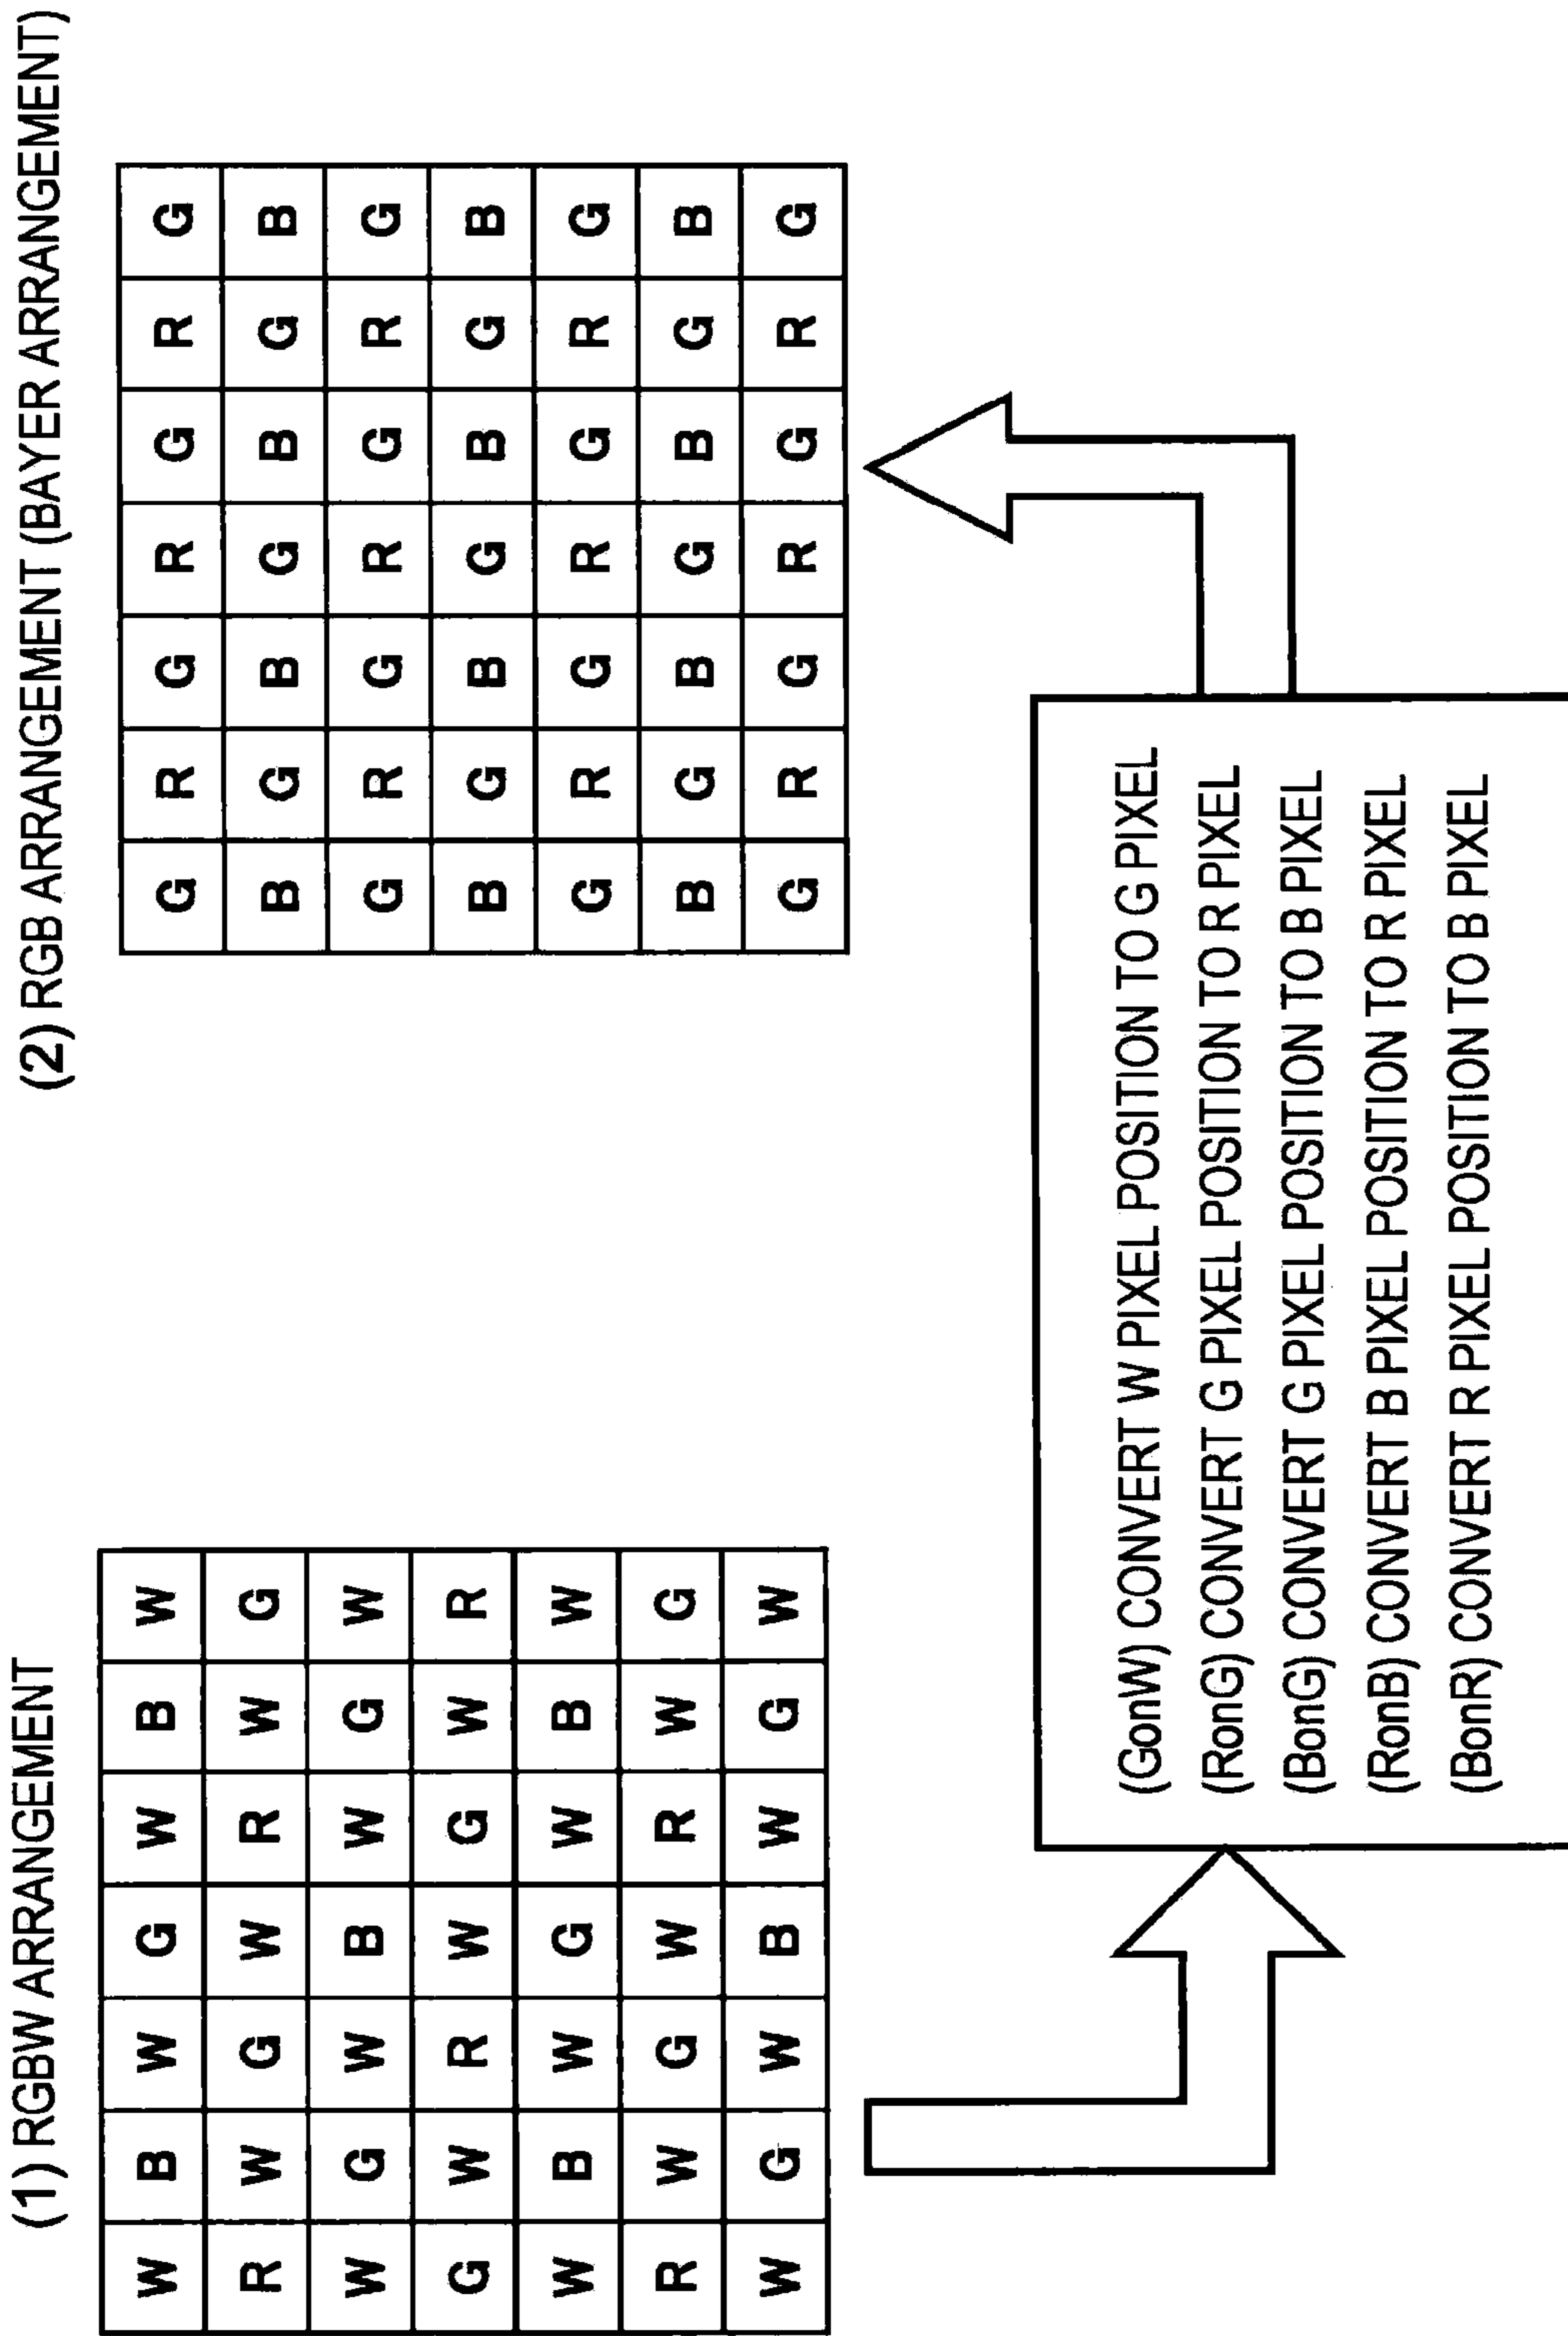 (1) RGBW ARRANGEMENT
W B W G W B W
R W G W R W G
W G W B W G W
G W R W G W R
W B W G W B W
R W G W R W G
W G W B W G W
(2) RGB ARRANGEMENT (BAYER ARRANGEMENT)
G R G R G R G
B G B G B G B
G R G R G R G
B G B G B G B
G R G R G R G
B G B G B G B
G R G R G R G
(GonW) CONVERT W PIXEL POSITION TO G PIXEL
(RonG) CONVERT G PIXEL POSITION TO R PIXEL
(BonG) CONVERT G PIXEL POSITION TO B PIXEL
(RonB) CONVERT B PIXEL POSITION TO R PIXEL
(BonR) CONVERT R PIXEL POSITION TO B PIXEL